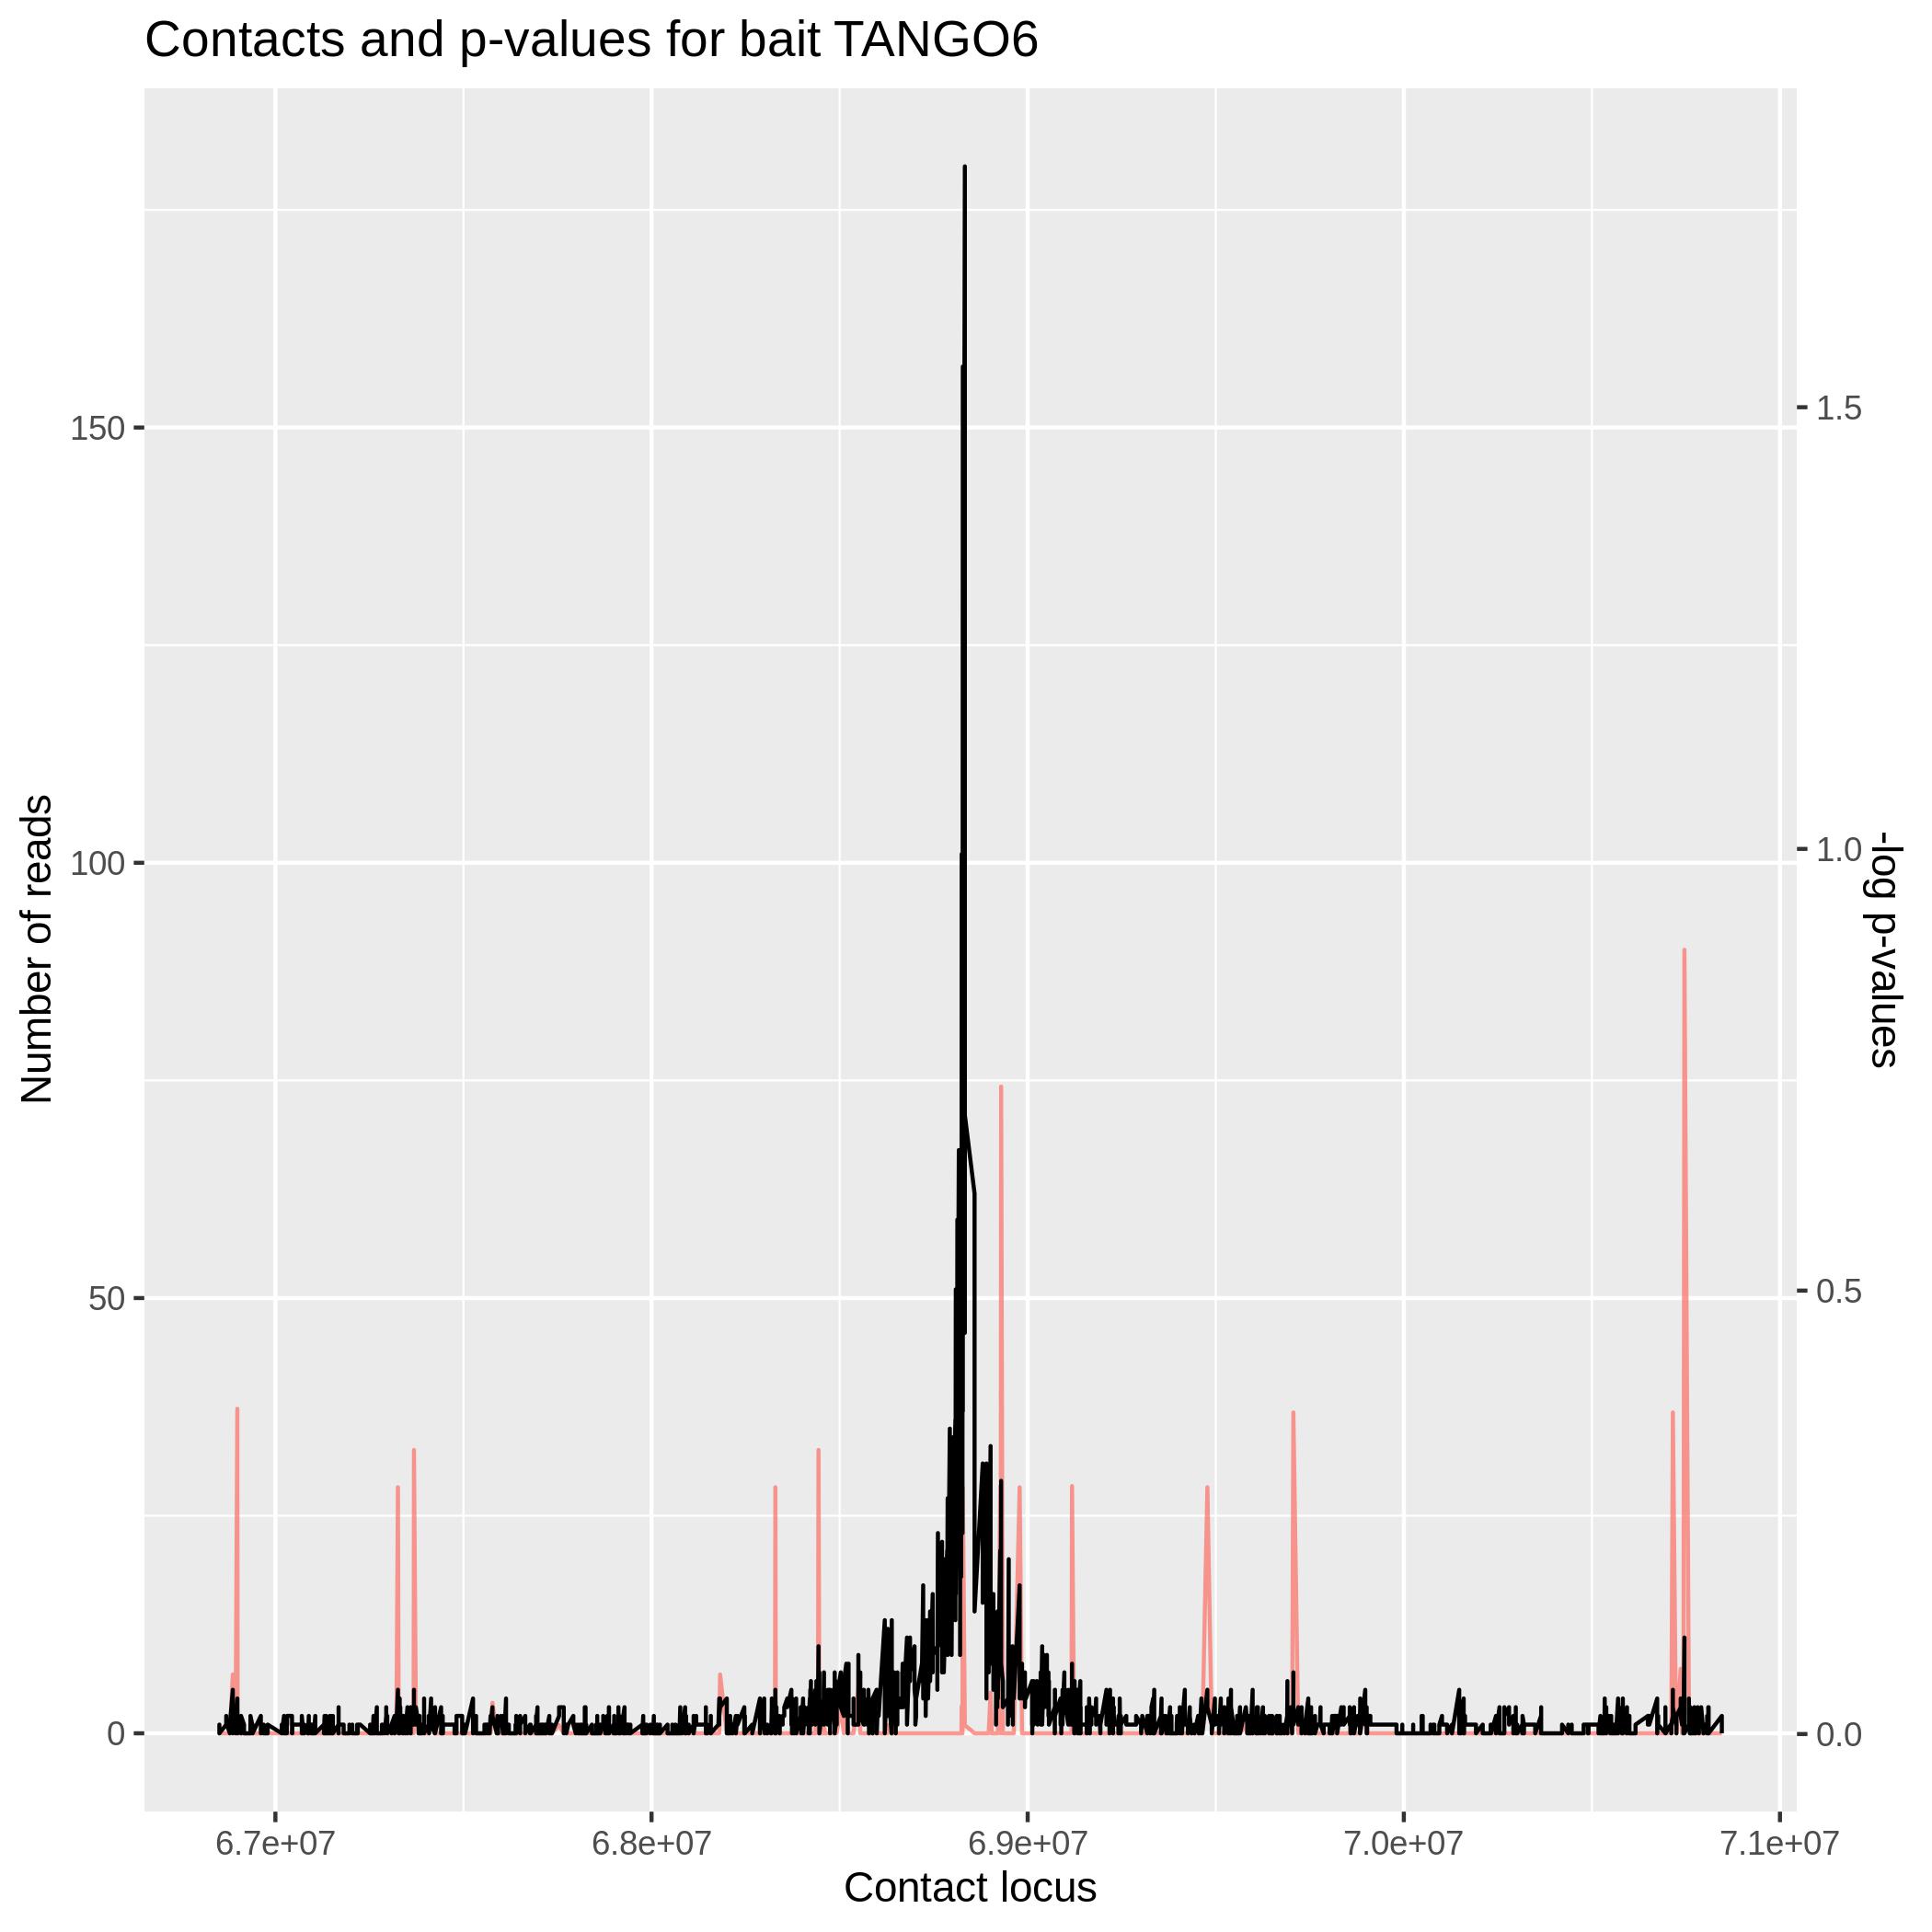 Contacts and p-values for bait TANGO6
Number of reads
150
100
50
0
1.5
1.0
0.5
0.0
-log p-values
6.7e+07
6.8e+07
6.9e+07
7.0e+07
7.1e+07
Contact locus